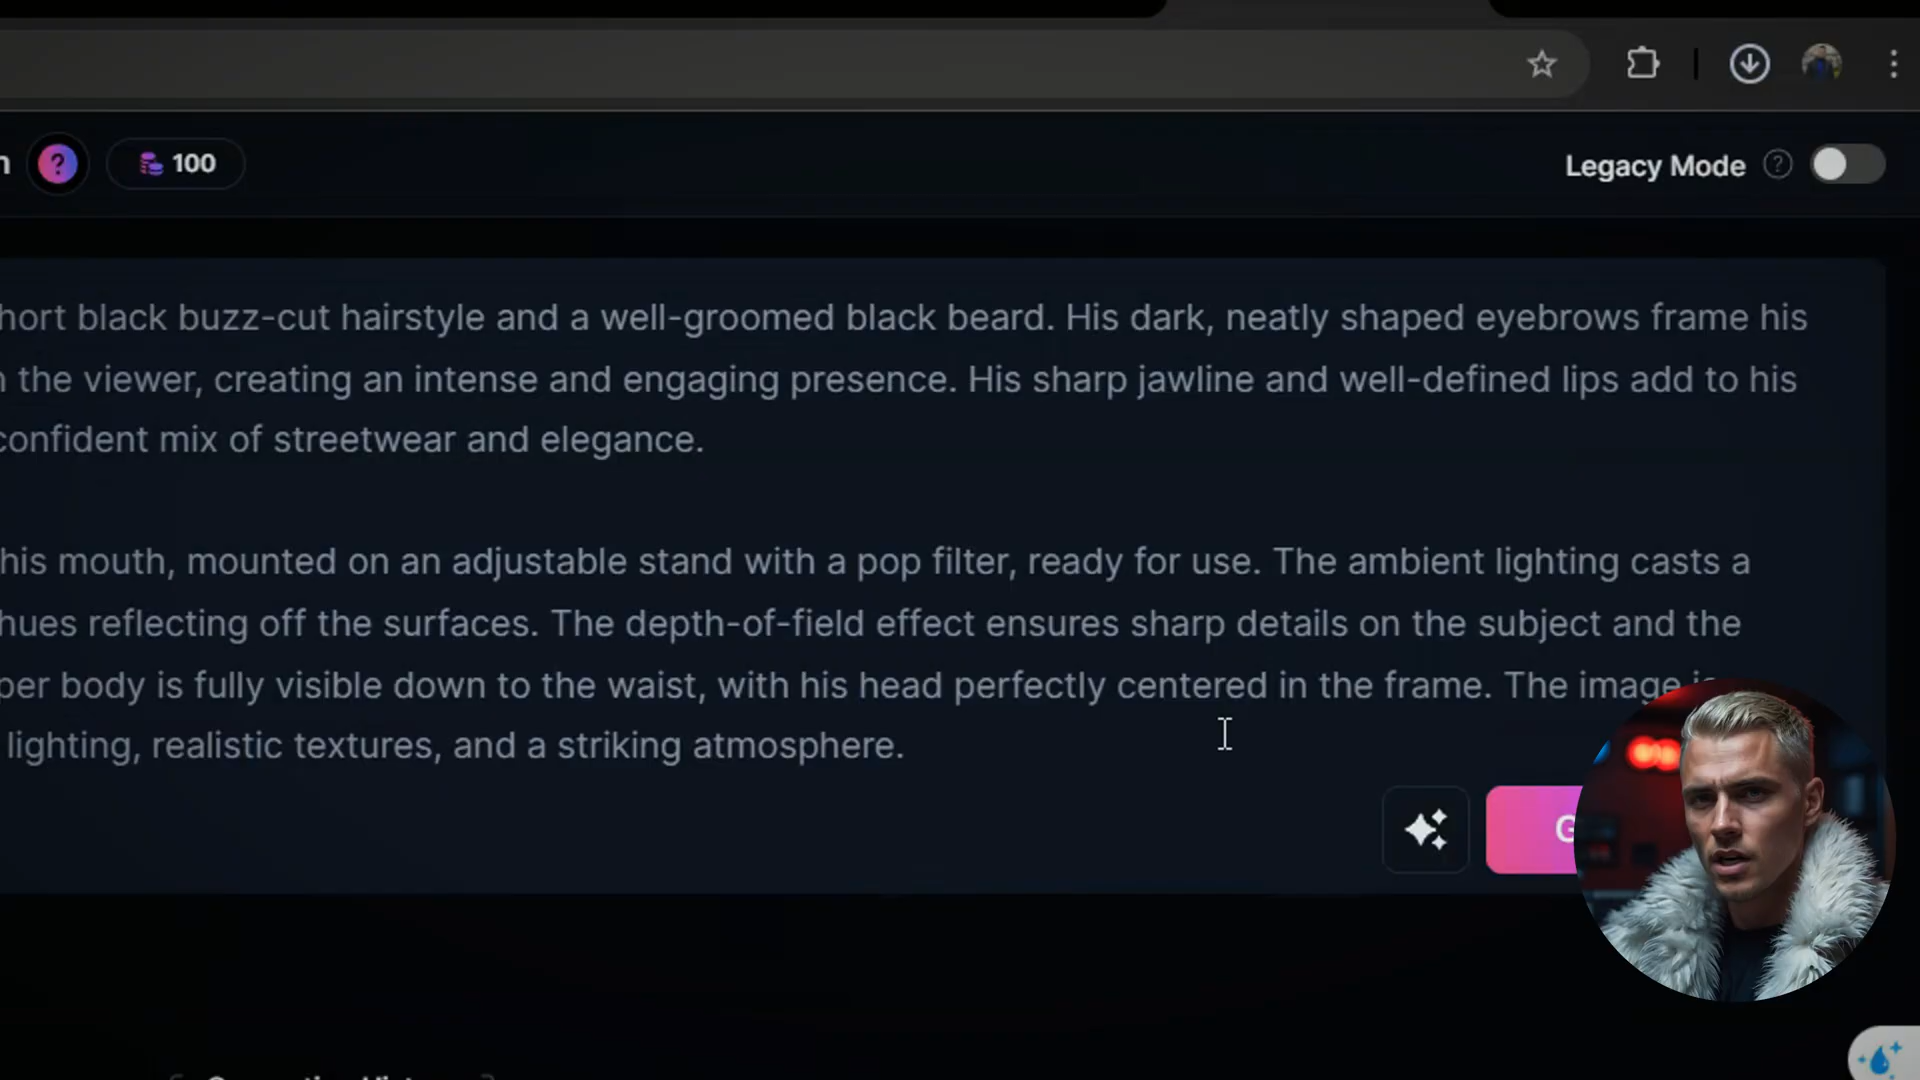 100
Legacy Mode
short black buzz-cut hairstyle and a well-groomed black beard. His dark, neatly shaped eyebrows frame his
the viewer, creating an intense and engaging presence. His sharp jawline and well-defined lips add to his
confident mix of streetwear and elegance.
his mouth, mounted on an adjustable stand with a pop filter, ready for use. The ambient lighting casts a
hues reflecting off the surfaces. The depth-of-field effect ensures sharp details on the subject and the
per body is fully visible down to the waist, with his head perfectly centered in the frame. The image is
lighting, realistic textures, and a striking atmosphere.
G